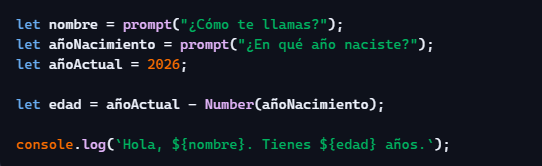 let nombre = prompt("¿Cómo te llamas?");
let añoNacimiento = prompt("¿En qué año naciste?");
let añoActual = 2026;
let edad = añoActual - Number(añoNacimiento);
console.log(`Hola, ${nombre}. Tienes ${edad} años.`);